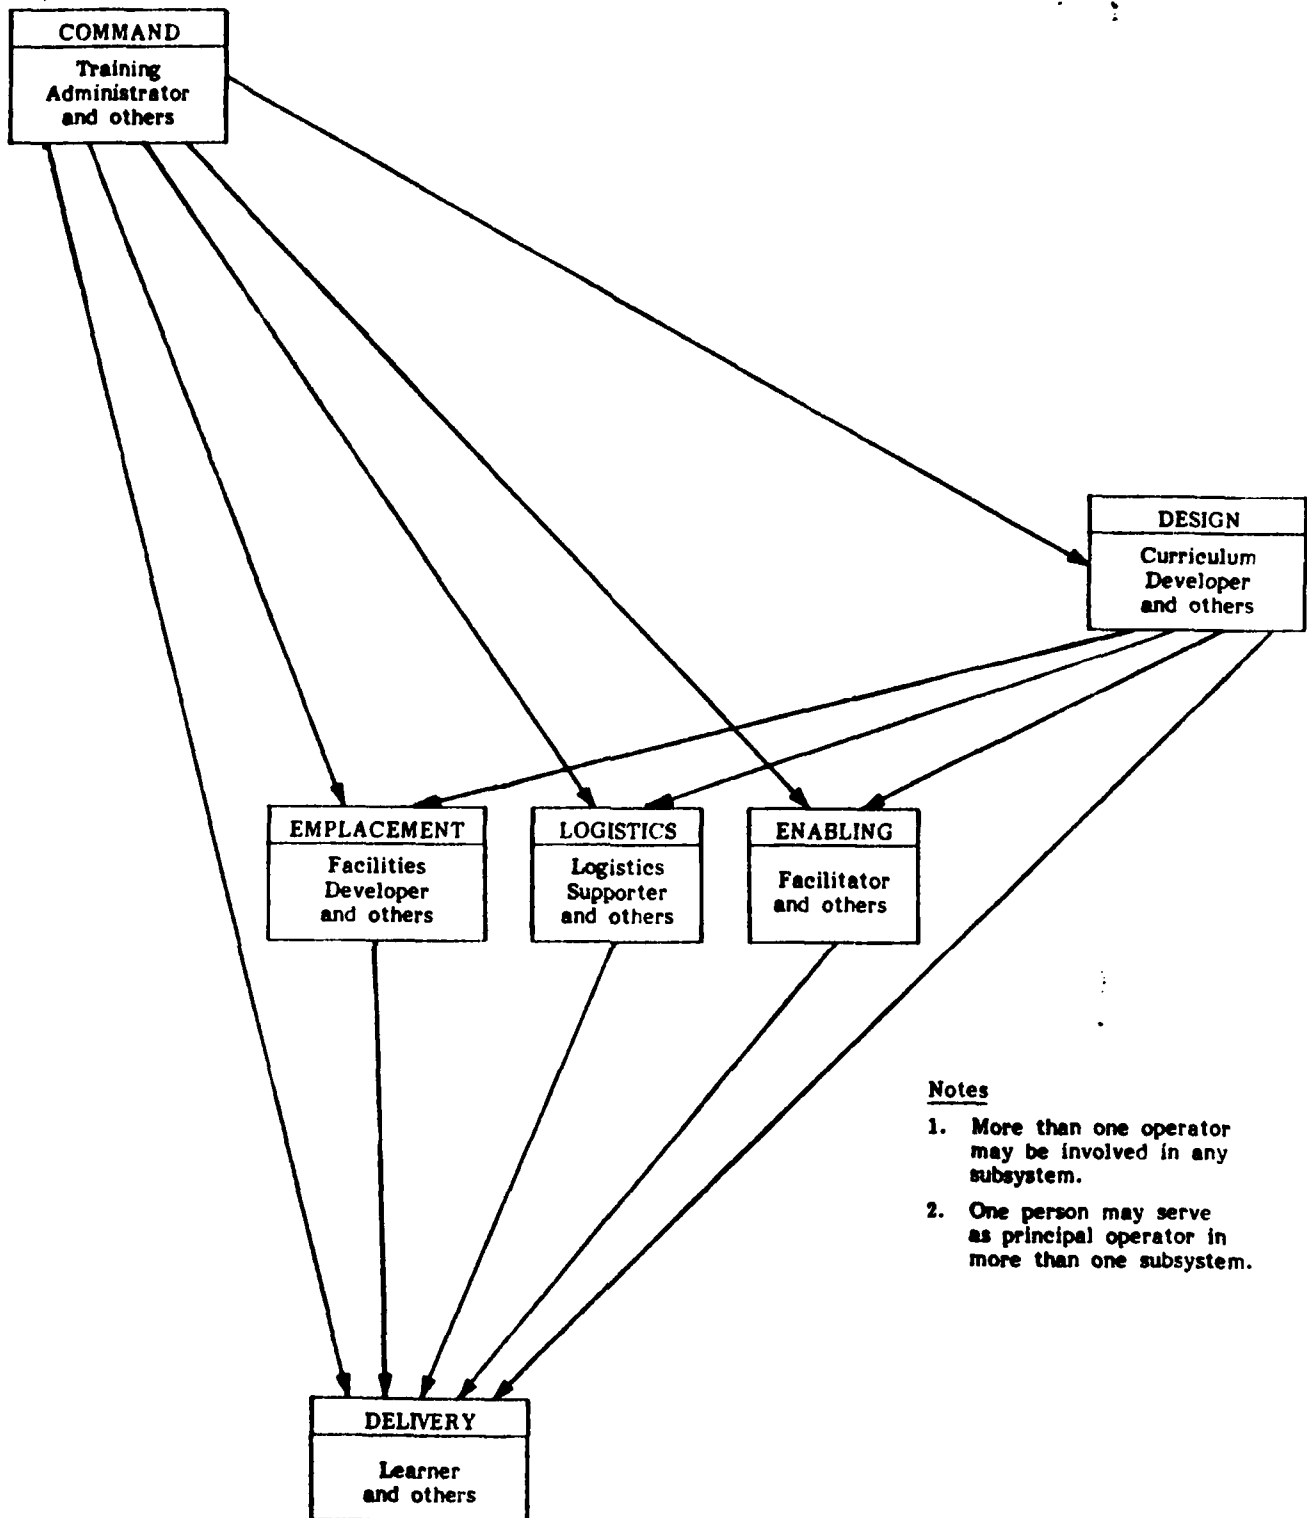 COMMAND
Training
Administrator
and others
DESIGN
Curriculum
Developer
and others
EMPLACEMENT
Facilities
Developer
and others
LOGISTICS
Logistics
Supporter
and others
ENABLING
Facilitator
and others
Notes
1. More than one operator
may be involved in any
subsystem.
2. One person may serve
as principal operator in
more than one subsystem.
DELIVERY
Learner
and others